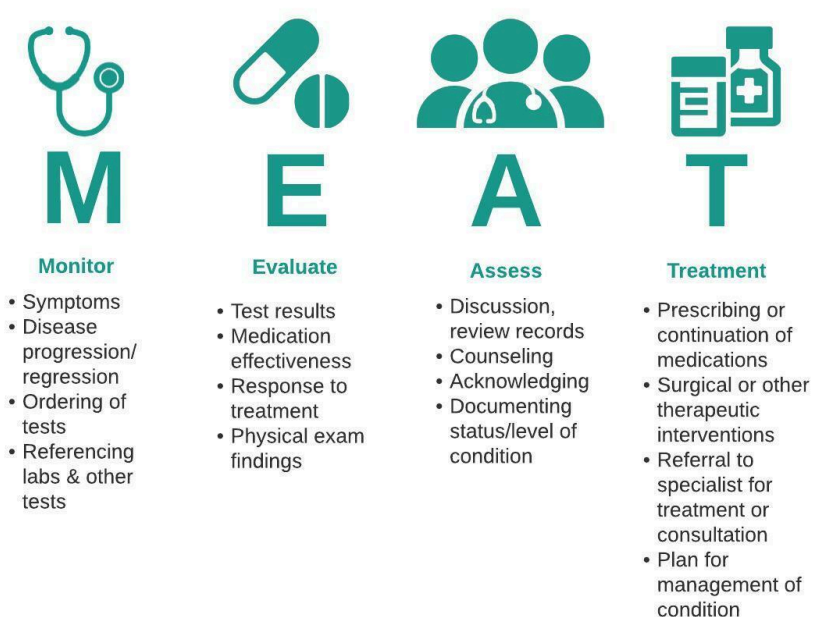 M
Monitor
• Symptoms
• Disease
progression/
regression
• Ordering of
tests
• Referencing
labs & other
tests
E
Evaluate
• Test results
• Medication
effectiveness
• Response to
treatment
• Physical exam
findings
A
Assess
• Discussion,
review records
• Counseling
• Acknowledging
• Documenting
status/level of
condition
T
Treatment
• Prescribing or
continuation of
medications
• Surgical or other
therapeutic
interventions
• Referral to
specialist for
treatment or
consultation
• Plan for
management of
condition